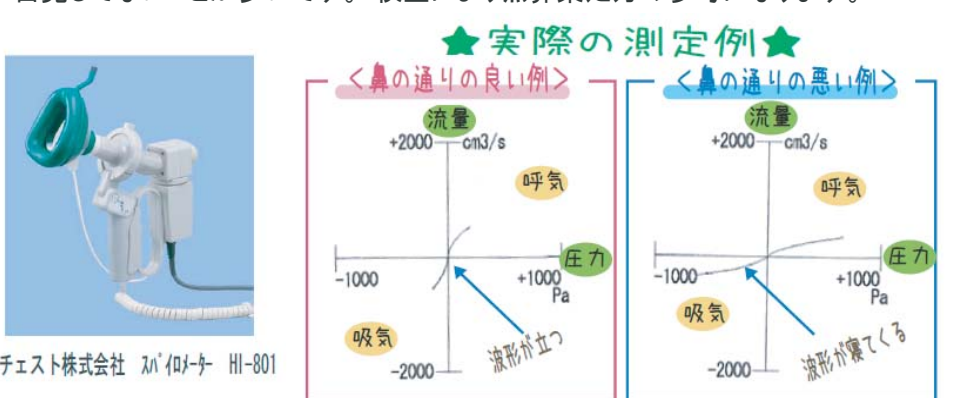 ★実際の測定例★
<鼻の通りの良い例>
流量
+2000
cm3/s
呼気
-1000
+1000
圧力
Pa
吸気
波形が立つ
-2000
<鼻の通りの悪い例>
流量
+2000
cm3/s
呼気
-1000
+1000
圧力
Pa
吸気
波形が寝てくる
-2000
チェスト株式会社 スパイロメーター HI-801